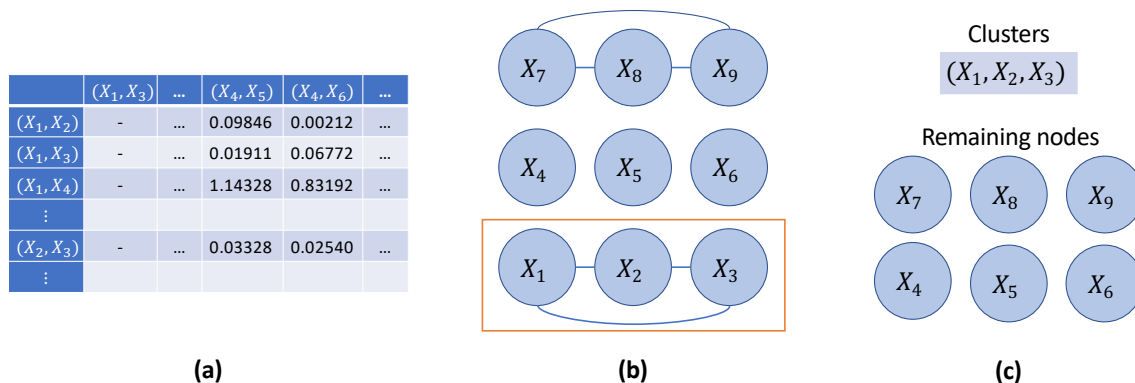 (X₁, X₃) ... (X₄, X₅) (X₄, X₆) ...
(X₁, X₂) - ... 0.09846 0.00212 ...
(X₁, X₃) - ... 0.01911 0.06772 ...
(X₁, X₄) - ... 1.14328 0.83192 ...
⋮
(X₂, X₃) - ... 0.03328 0.02540 ...
⋮
(a)
X₇ X₈ X₉
X₄ X₅ X₆
X₁ X₂ X₃
(b)
Clusters
(X₁, X₂, X₃)
Remaining nodes
X₇ X₈ X₉
X₄ X₅ X₆
(c)